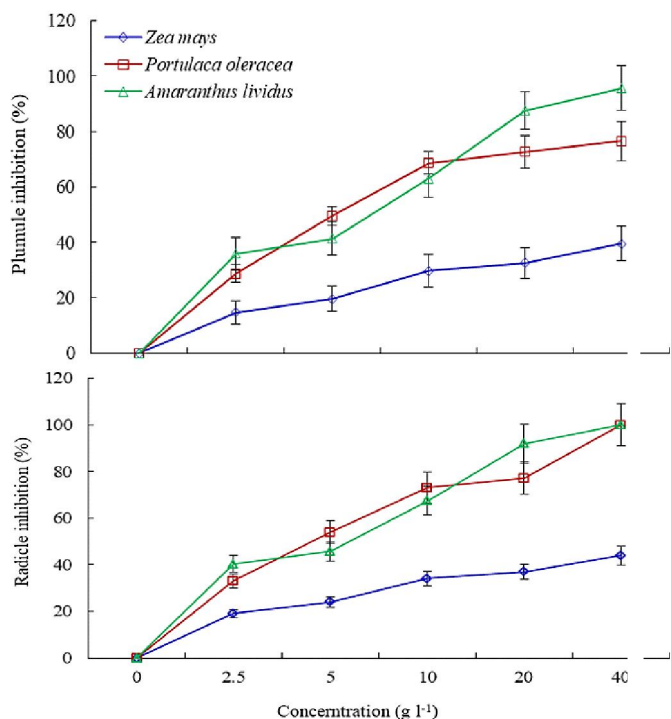 120
100
80
60
40
20
0
Plumule inhibition (%)
Zea mays
Portulaca oleracea
Amaranthus lividus
120
100
80
60
40
20
0
Radicle inhibition (%)
0 2.5 5 10 20 40
Concerntration (g l⁻¹)